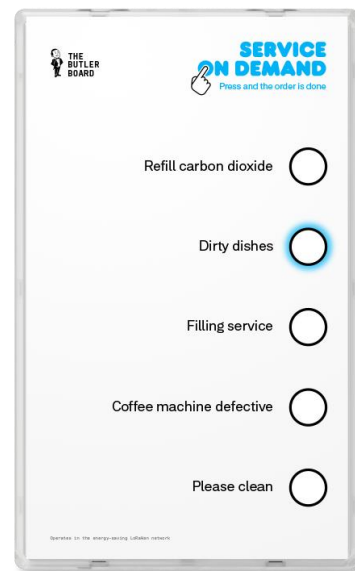 THE
BUTLER
BOARD
SERVICE
ON DEMAND
Press and the order is done
Refill carbon dioxide
Dirty dishes
Filling service
Coffee machine defective
Please clean
Operates in the energy-saving LoRaWan network